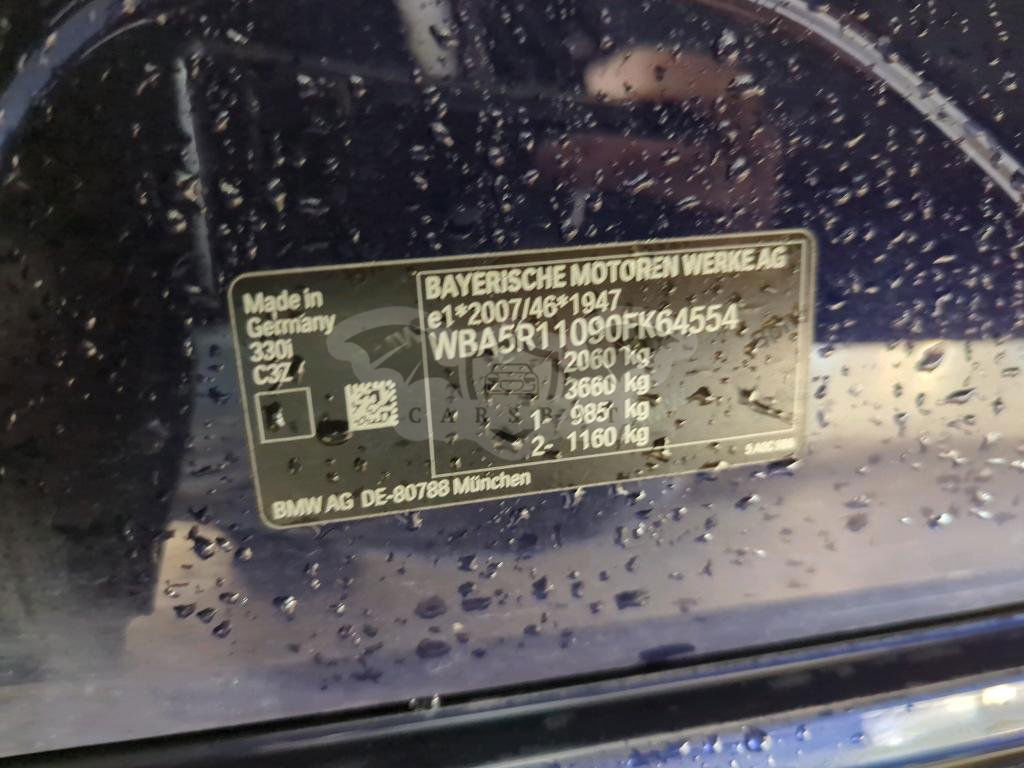 Made in
Germany
330i
C3Z
BAYERISCHE MOTOREN WERKE AG
e1*2007/46*1947
WBA5R11090FK64554
2060 kg
3660 kg
1- 985 kg
2- 1160 kg
BMW AG DE-80788 München